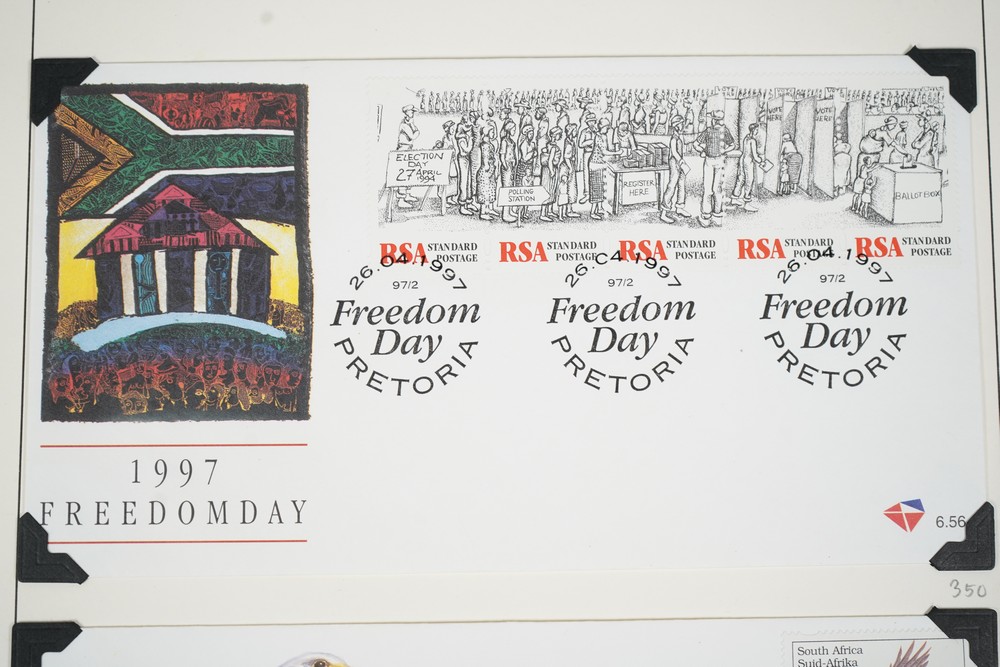 ELECTION
DAY
27 APRIL
1994
POLLING
STATION
REGISTER
HERE
VOTE
HERE
VOTE
HERE
BALLOT BOX
RSA STANDARD POSTAGE
RSA STANDARD POSTAGE
RSA STANDARD POSTAGE
RSA STANDARD POSTAGE
RSA STANDARD POSTAGE
26.04.1997
97/2
Freedom
Day
PRETORIA
26.04.1997
97/2
Freedom
Day
PRETORIA
26.04.1997
97/2
Freedom
Day
PRETORIA
1997
FREEDOMDAY
6.56
350
South Africa
Suid-Afrika